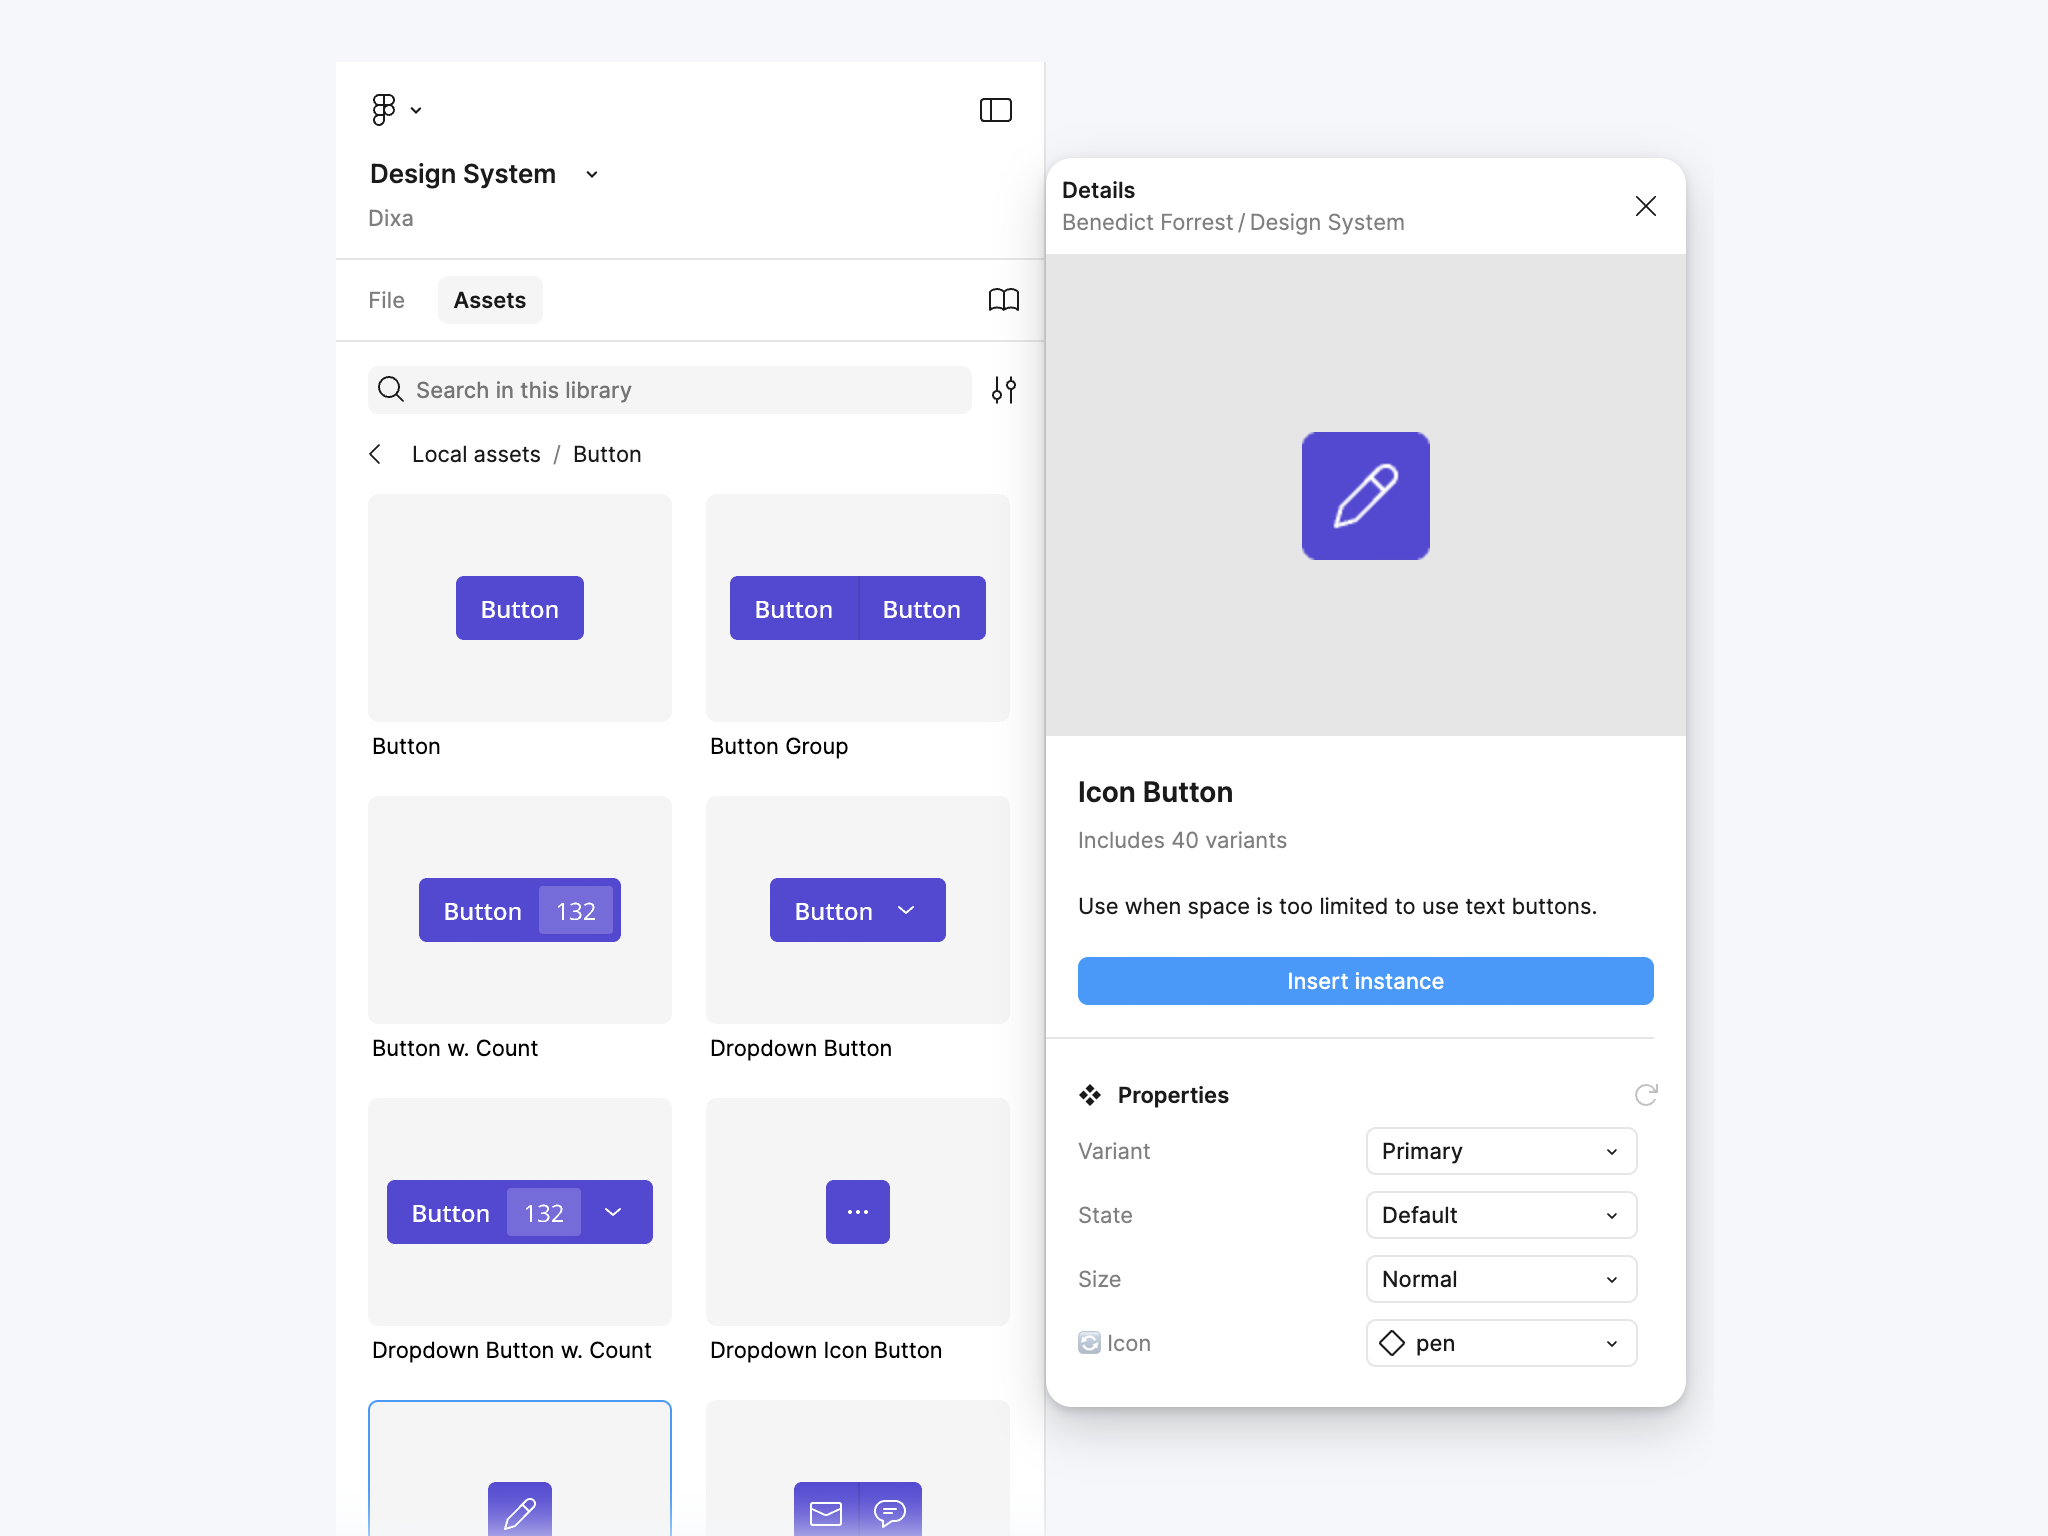 Design System
Dixa
File Assets
Search in this library
Local assets / Button
Button
Button Button
Button
Button Group
Button 132
Button
Button w. Count
Dropdown Button
Button 132
Dropdown Button w. Count
Dropdown Icon Button
Details
Benedict Forrest / Design System
Icon Button
Includes 40 variants
Use when space is too limited to use text buttons.
Insert instance
Properties
Variant Primary
State Default
Size Normal
Icon pen